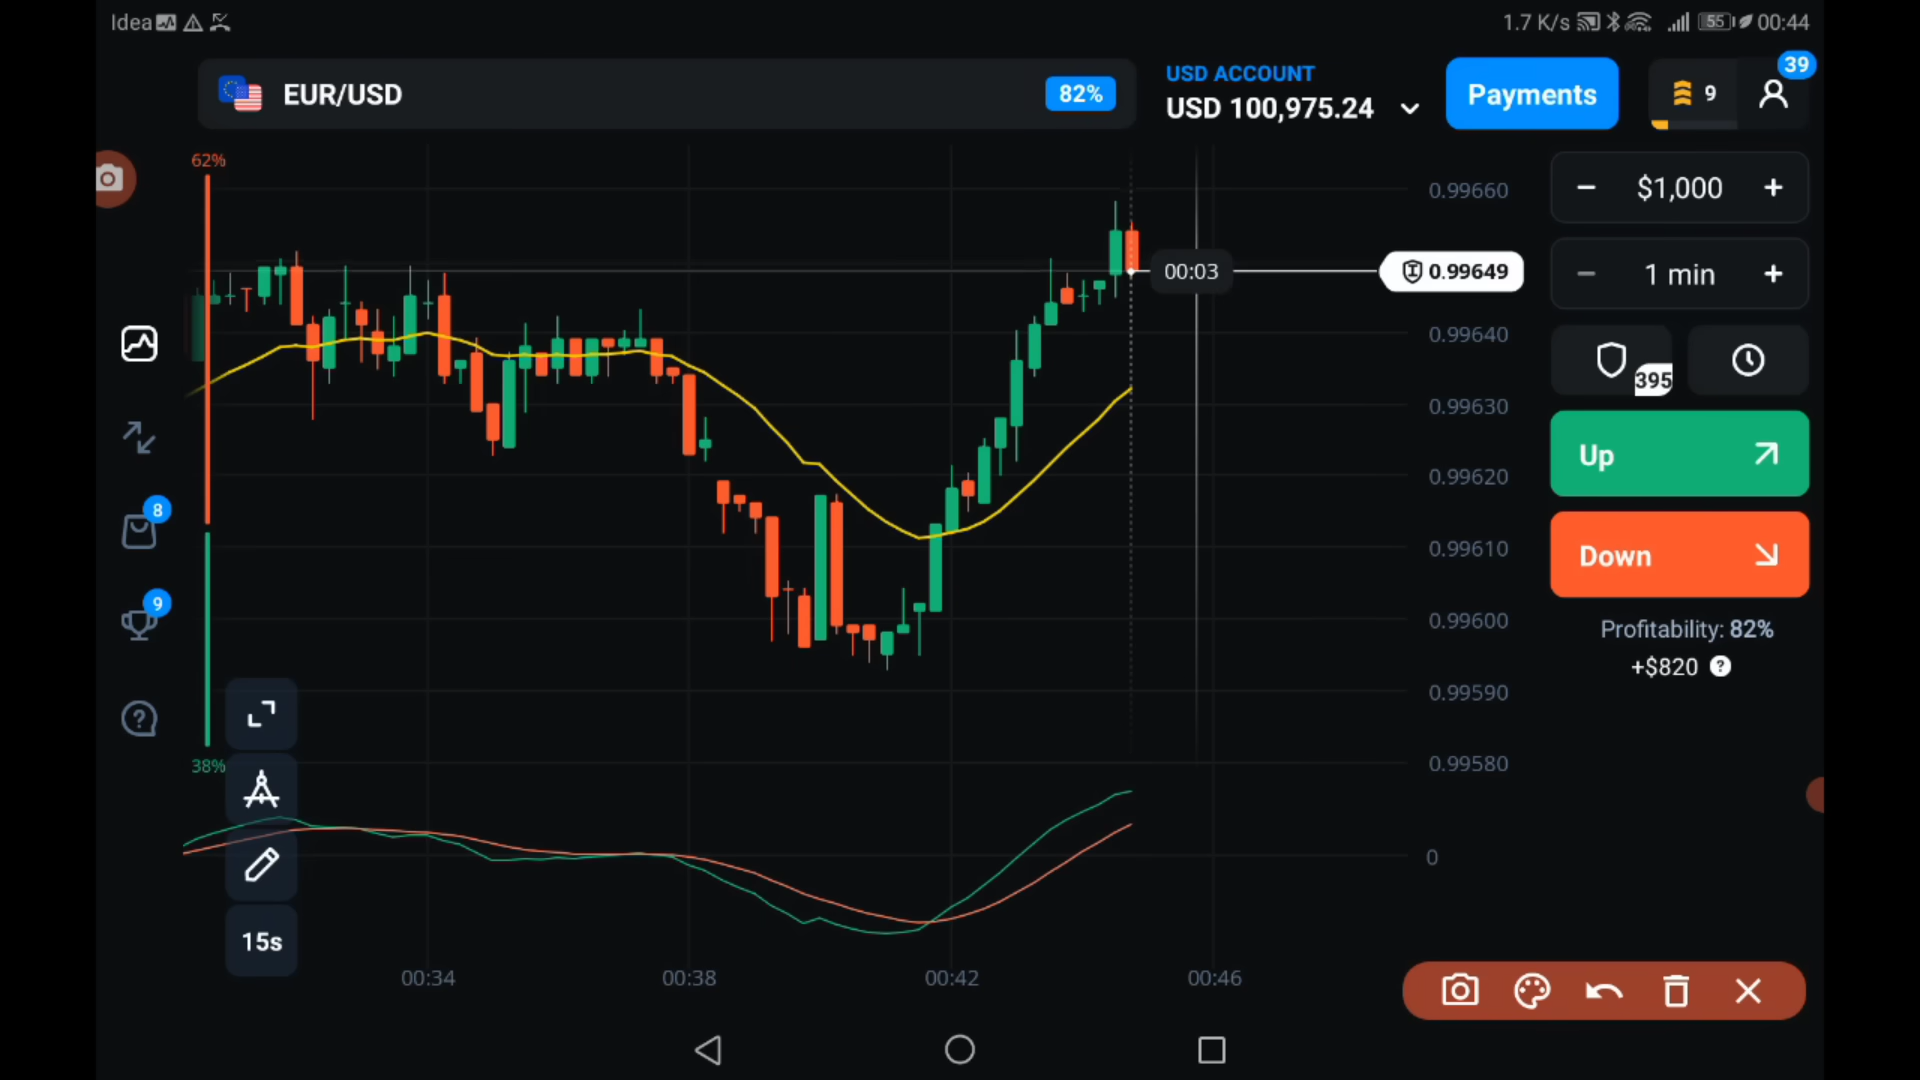 Idea
1.7 K/s
55
00:44
EUR/USD
82%
USD ACCOUNT
USD 100,975.24
Payments
9
39
62%
0.99660
$1,000
00:03
0.99649
1 min
0.99640
395
8
0.99630
Up
0.99620
0.99610
Down
9
0.99600
Profitability: 82%
+$820
0.99590
38%
0.99580
0
15s
00:34
00:38
00:42
00:46